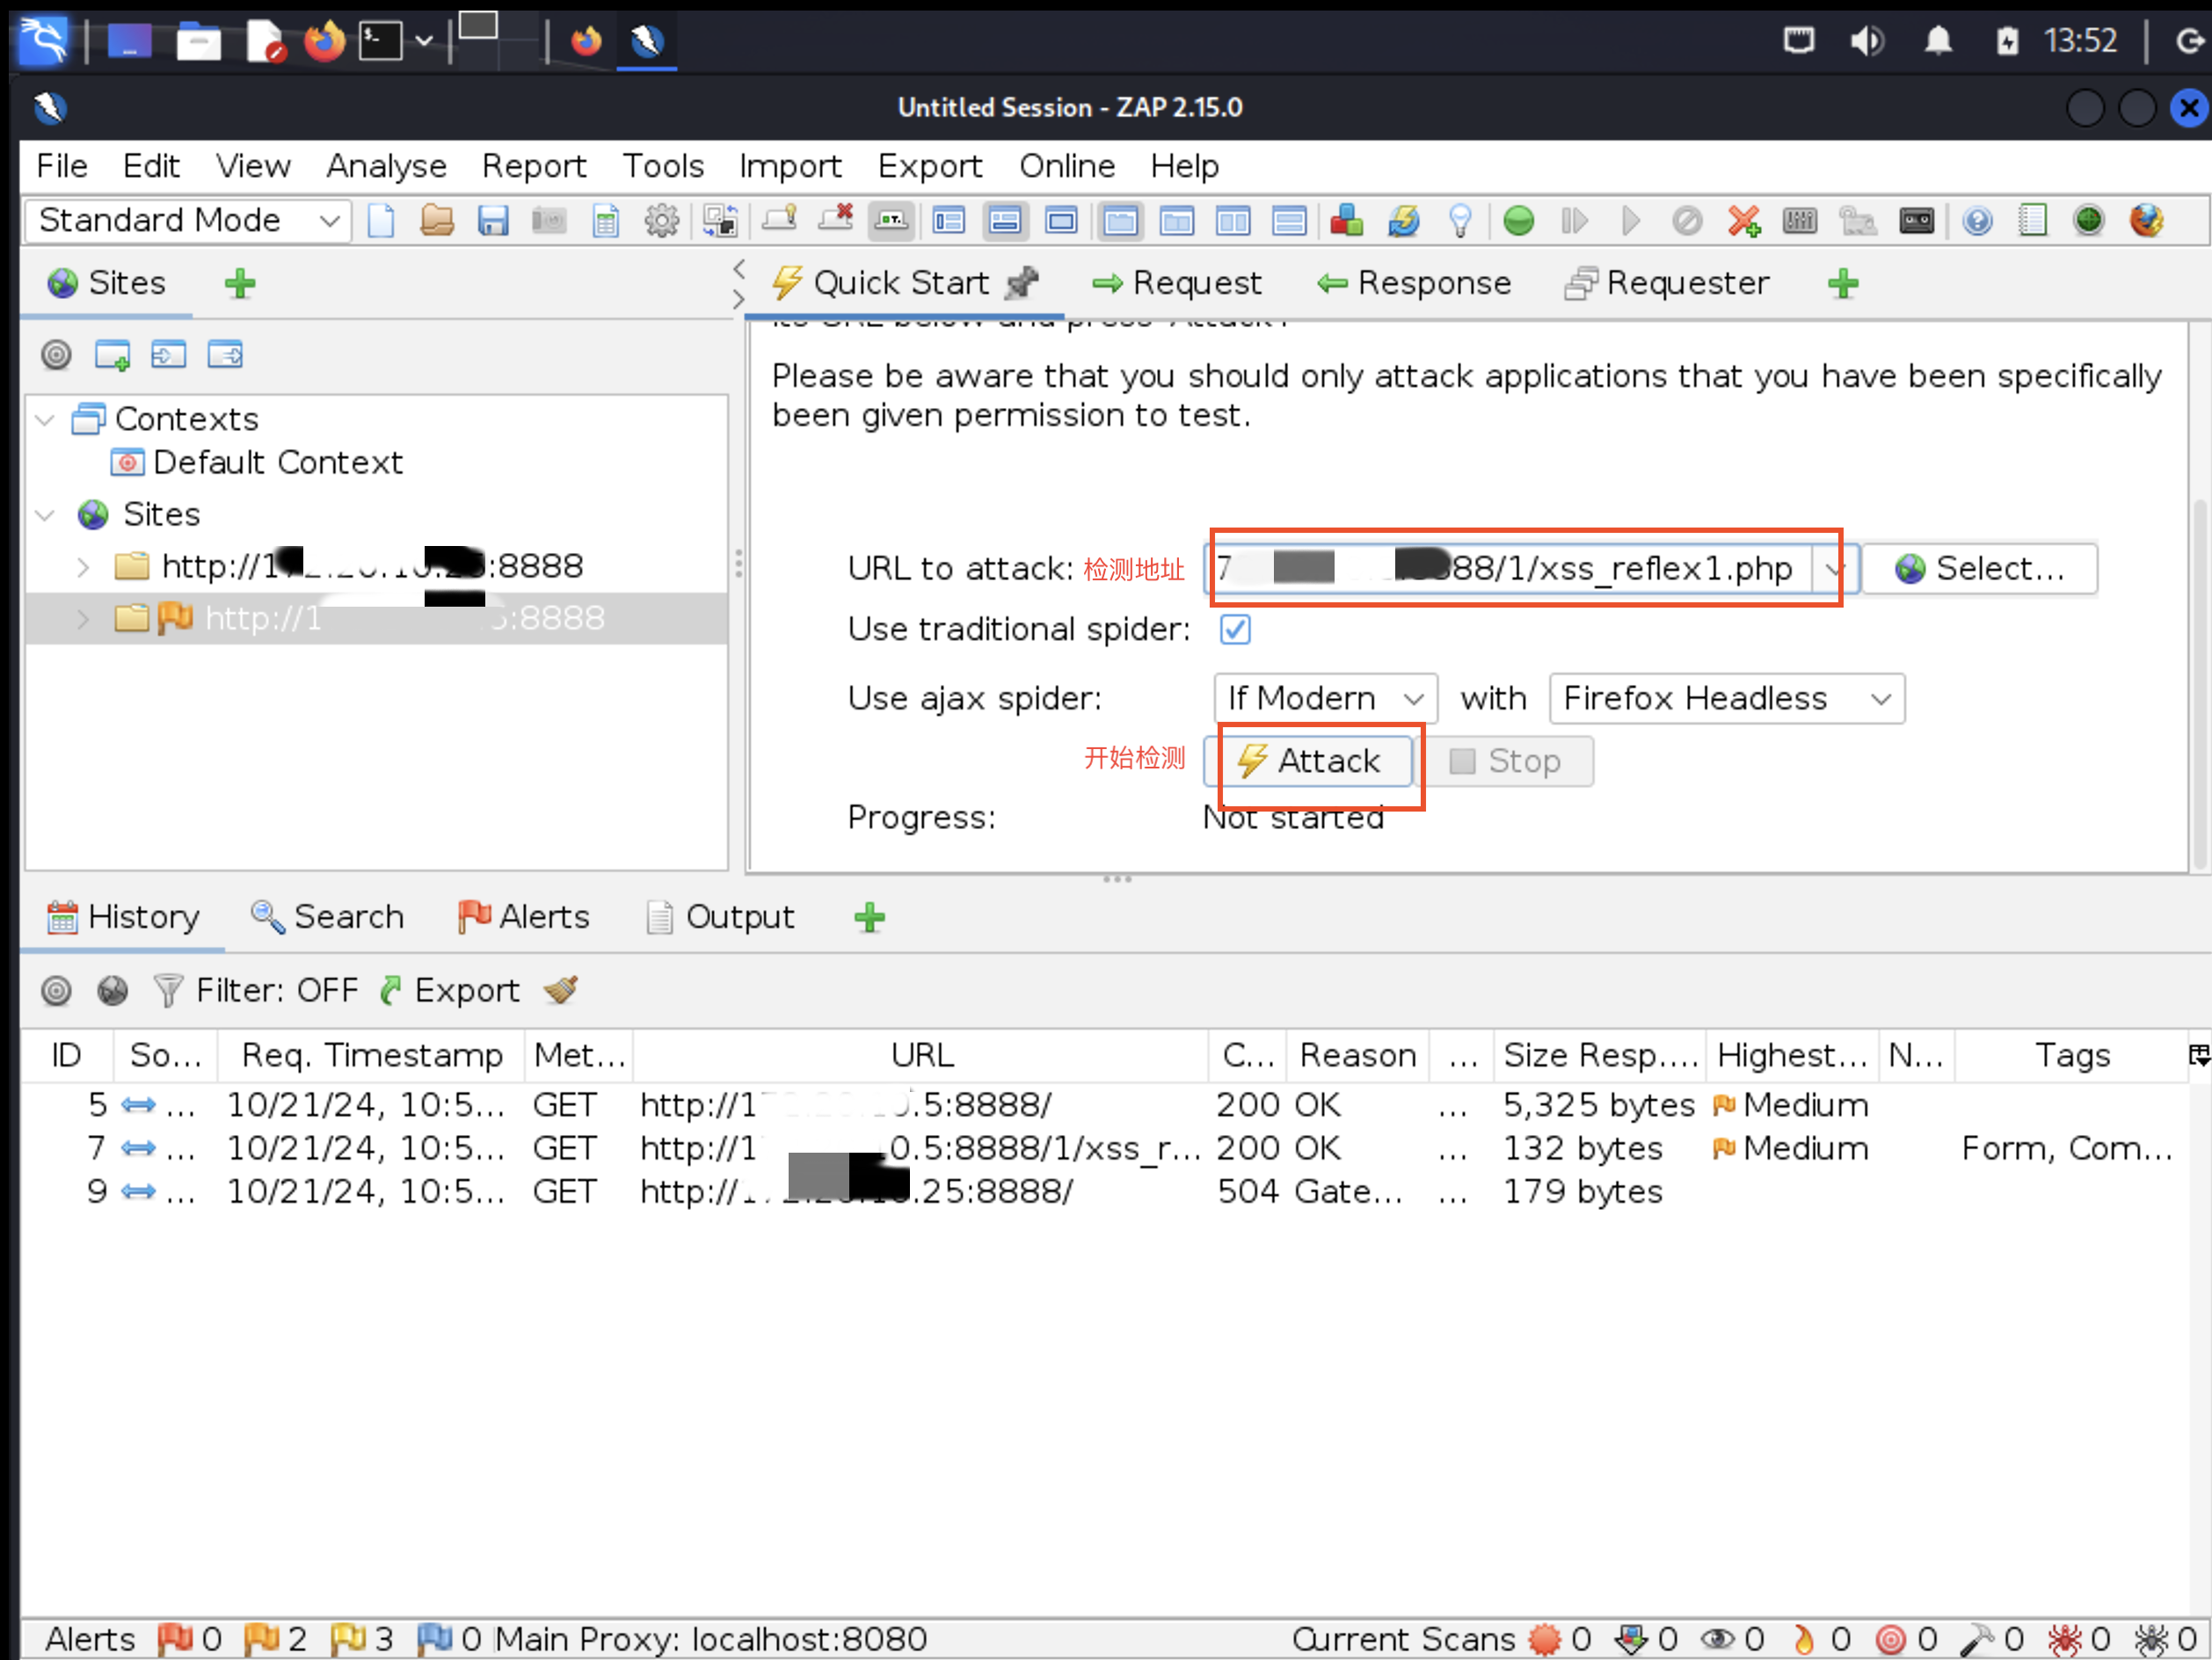 13:52
Untitled Session - ZAP 2.15.0
File Edit View Analyse Report Tools Import Export Online Help
Standard Mode
Sites
Quick Start Request Response Requester
Please be aware that you should only attack applications that you have been specifically
been given permission to test.
Contexts
Default Context
Sites
http://1 :8888
http://1 5:8888
URL to attack: 检测地址 7 88/1/xss_reflex1.php Select...
Use traditional spider:
Use ajax spider: If Modern with Firefox Headless
开始检测 Attack Stop
Progress: Not started
History Search Alerts Output
Filter: OFF Export
ID So... Req. Timestamp Met... URL C... Reason ... Size Resp.... Highest... N... Tags
5 ... 10/21/24, 10:5... GET http://1 .5:8888/ 200 OK ... 5,325 bytes Medium
7 ... 10/21/24, 10:5... GET http://1 0.5:8888/1/xss_r... 200 OK ... 132 bytes Medium Form, Com...
9 ... 10/21/24, 10:5... GET http:// .25:8888/ 504 Gate... ... 179 bytes
Alerts 0 2 3 0 Main Proxy: localhost:8080 Current Scans 0 0 0 0 0 0 0 0